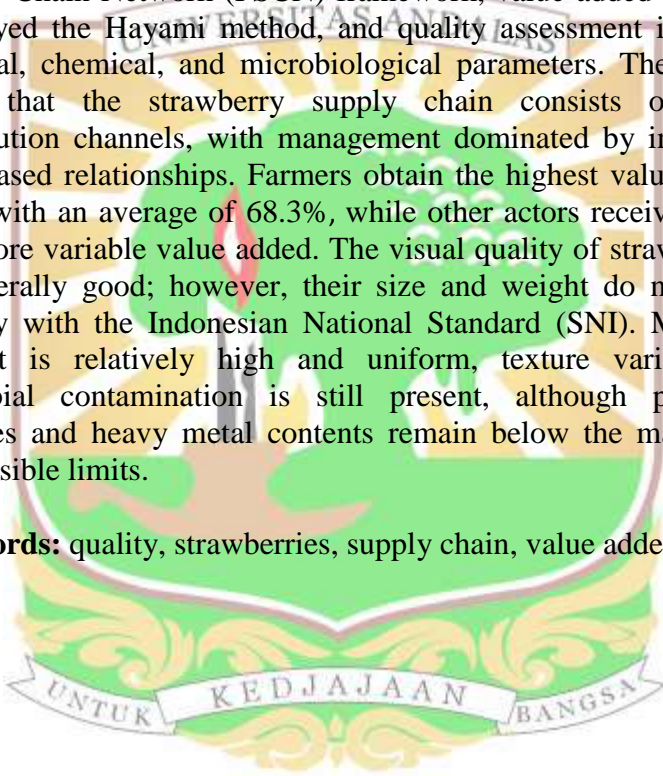 Chain Network (FSCN) framework, value added
UNIVERSITAS ANDALAS
yed the Hayami method, and quality assessment i
al, chemical, and microbiological parameters. The
that the strawberry supply chain consists o
ution channels, with management dominated by in
ased relationships. Farmers obtain the highest valu
with an average of 68.3%, while other actors receiv
ore variable value added. The visual quality of straw
erally good; however, their size and weight do n
y with the Indonesian National Standard (SNI). M
t is relatively high and uniform, texture vari
bial contamination is still present, although p
es and heavy metal contents remain below the ma
sible limits.
ords: quality, strawberries, supply chain, value adde
UNTUK KEDJAJAAN BANGSA